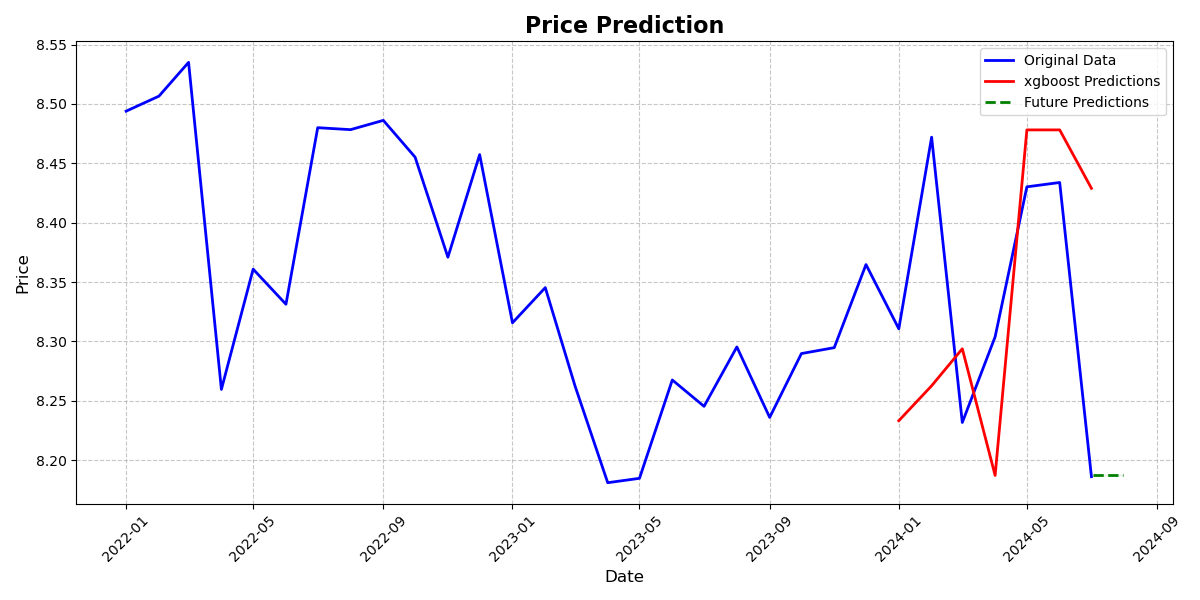 Price Prediction
8.55
8.50
8.45
8.40
8.35
8.30
8.25
8.20
Price
Original Data
xgboost Predictions
Future Predictions
2022-01
2022-05
2022-09
2023-01
2023-05
2023-09
2024-01
2024-05
2024-09
Date